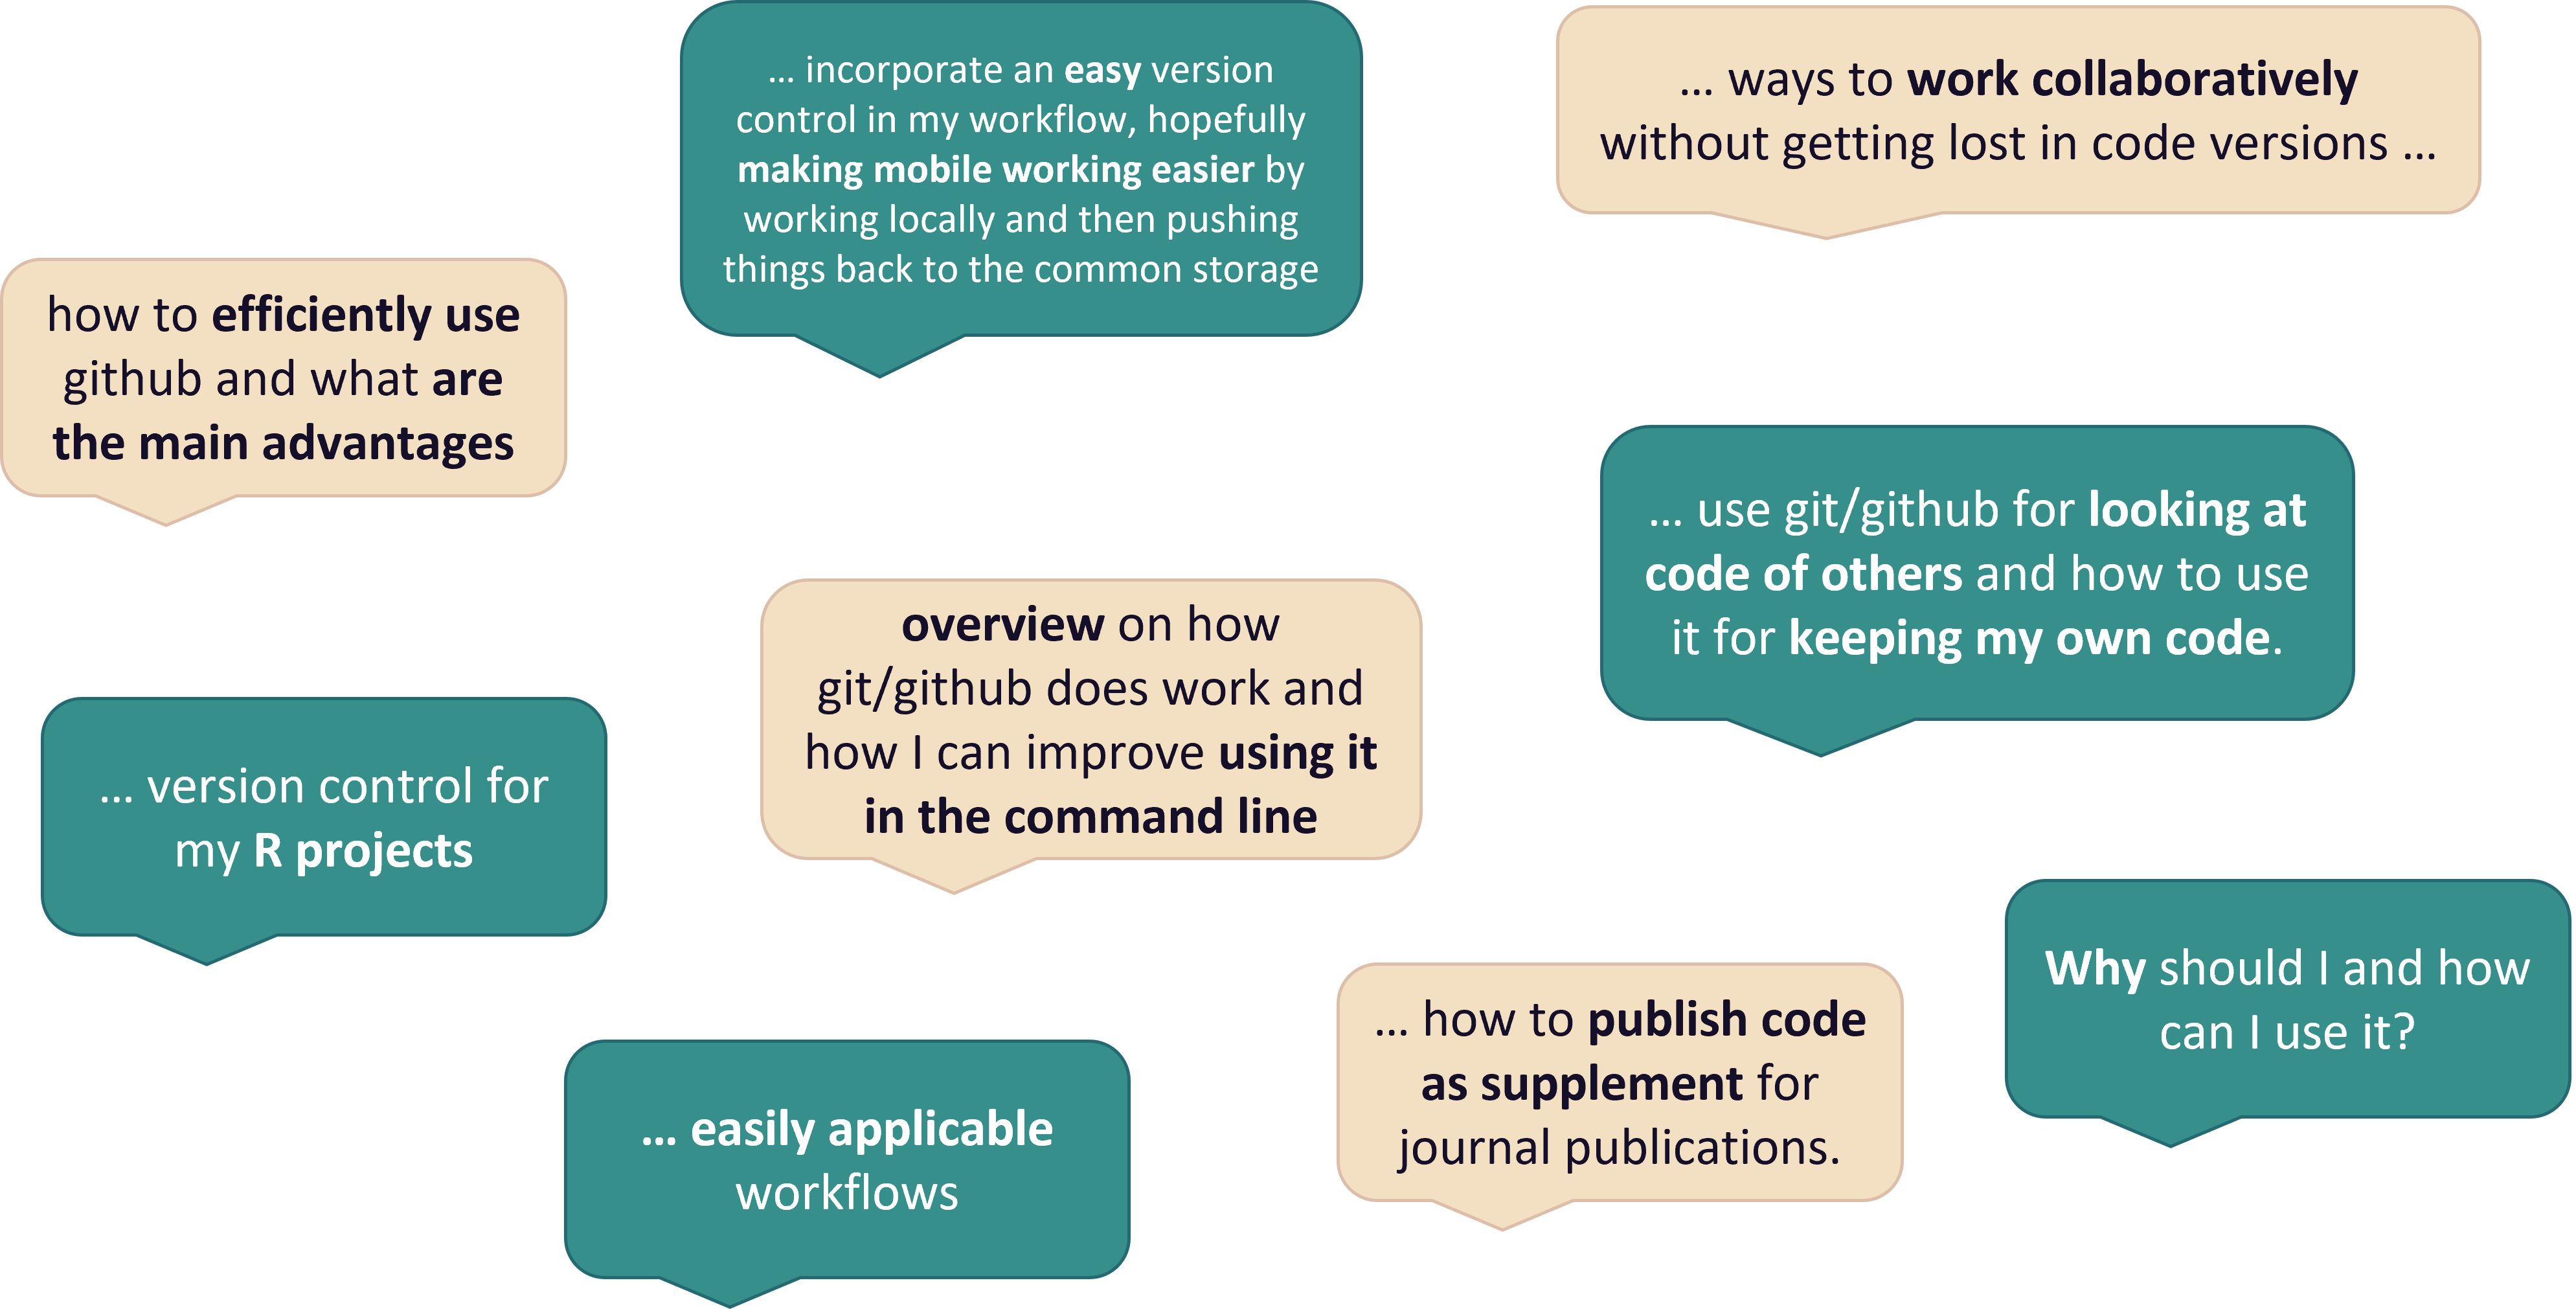 ... incorporate an easy version
control in my workflow, hopefully
making mobile working easier by
working locally and then pushing
things back to the common storage
... ways to work collaboratively
without getting lost in code versions ...
how to efficiently use
github and what are
the main advantages
... use git/github for looking at
code of others and how to use
it for keeping my own code.
overview on how
git/github does work and
how I can improve using it
in the command line
... version control for
my R projects
Why should I and how
can I use it?
... how to publish code
as supplement for
journal publications.
... easily applicable
workflows